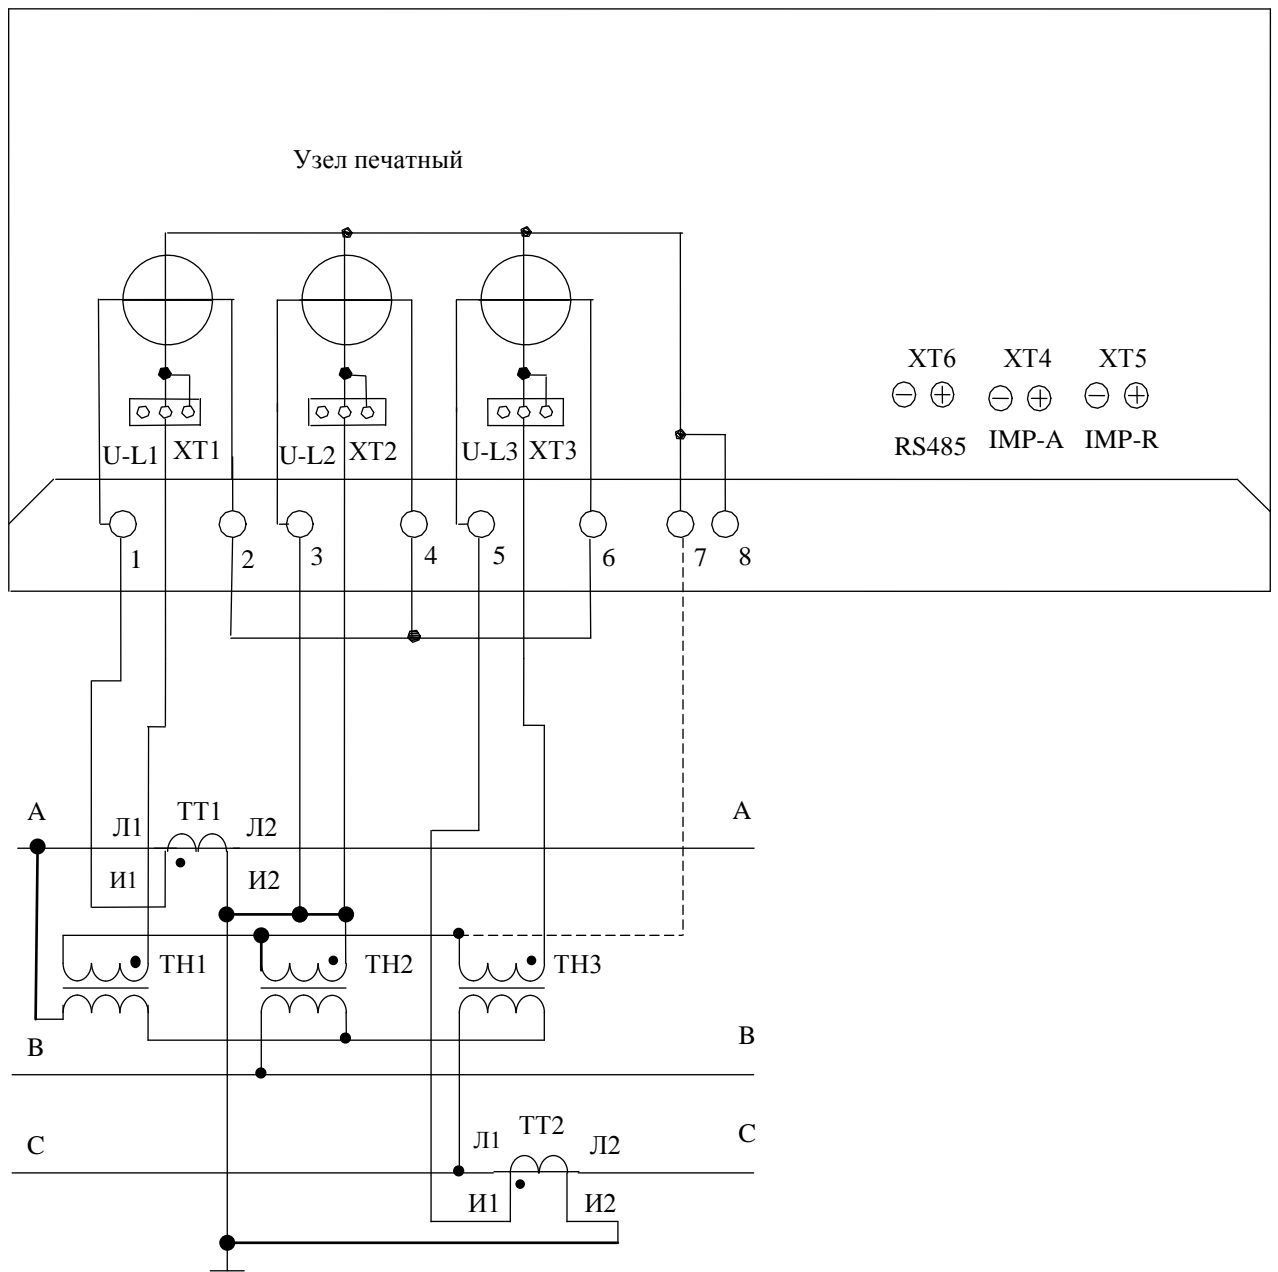 Узел печатный
XT6 XT4 XT5
RS485 IMP-A IMP-R
U-L1 XT1 U-L2 XT2 U-L3 XT3
1 2 3 4 5 6 7 8
А ТТ1 А
Л1 Л2
И1 И2
ТН1 ТН2 ТН3
В В
С ТТ2 С
Л1 Л2
И1 И2